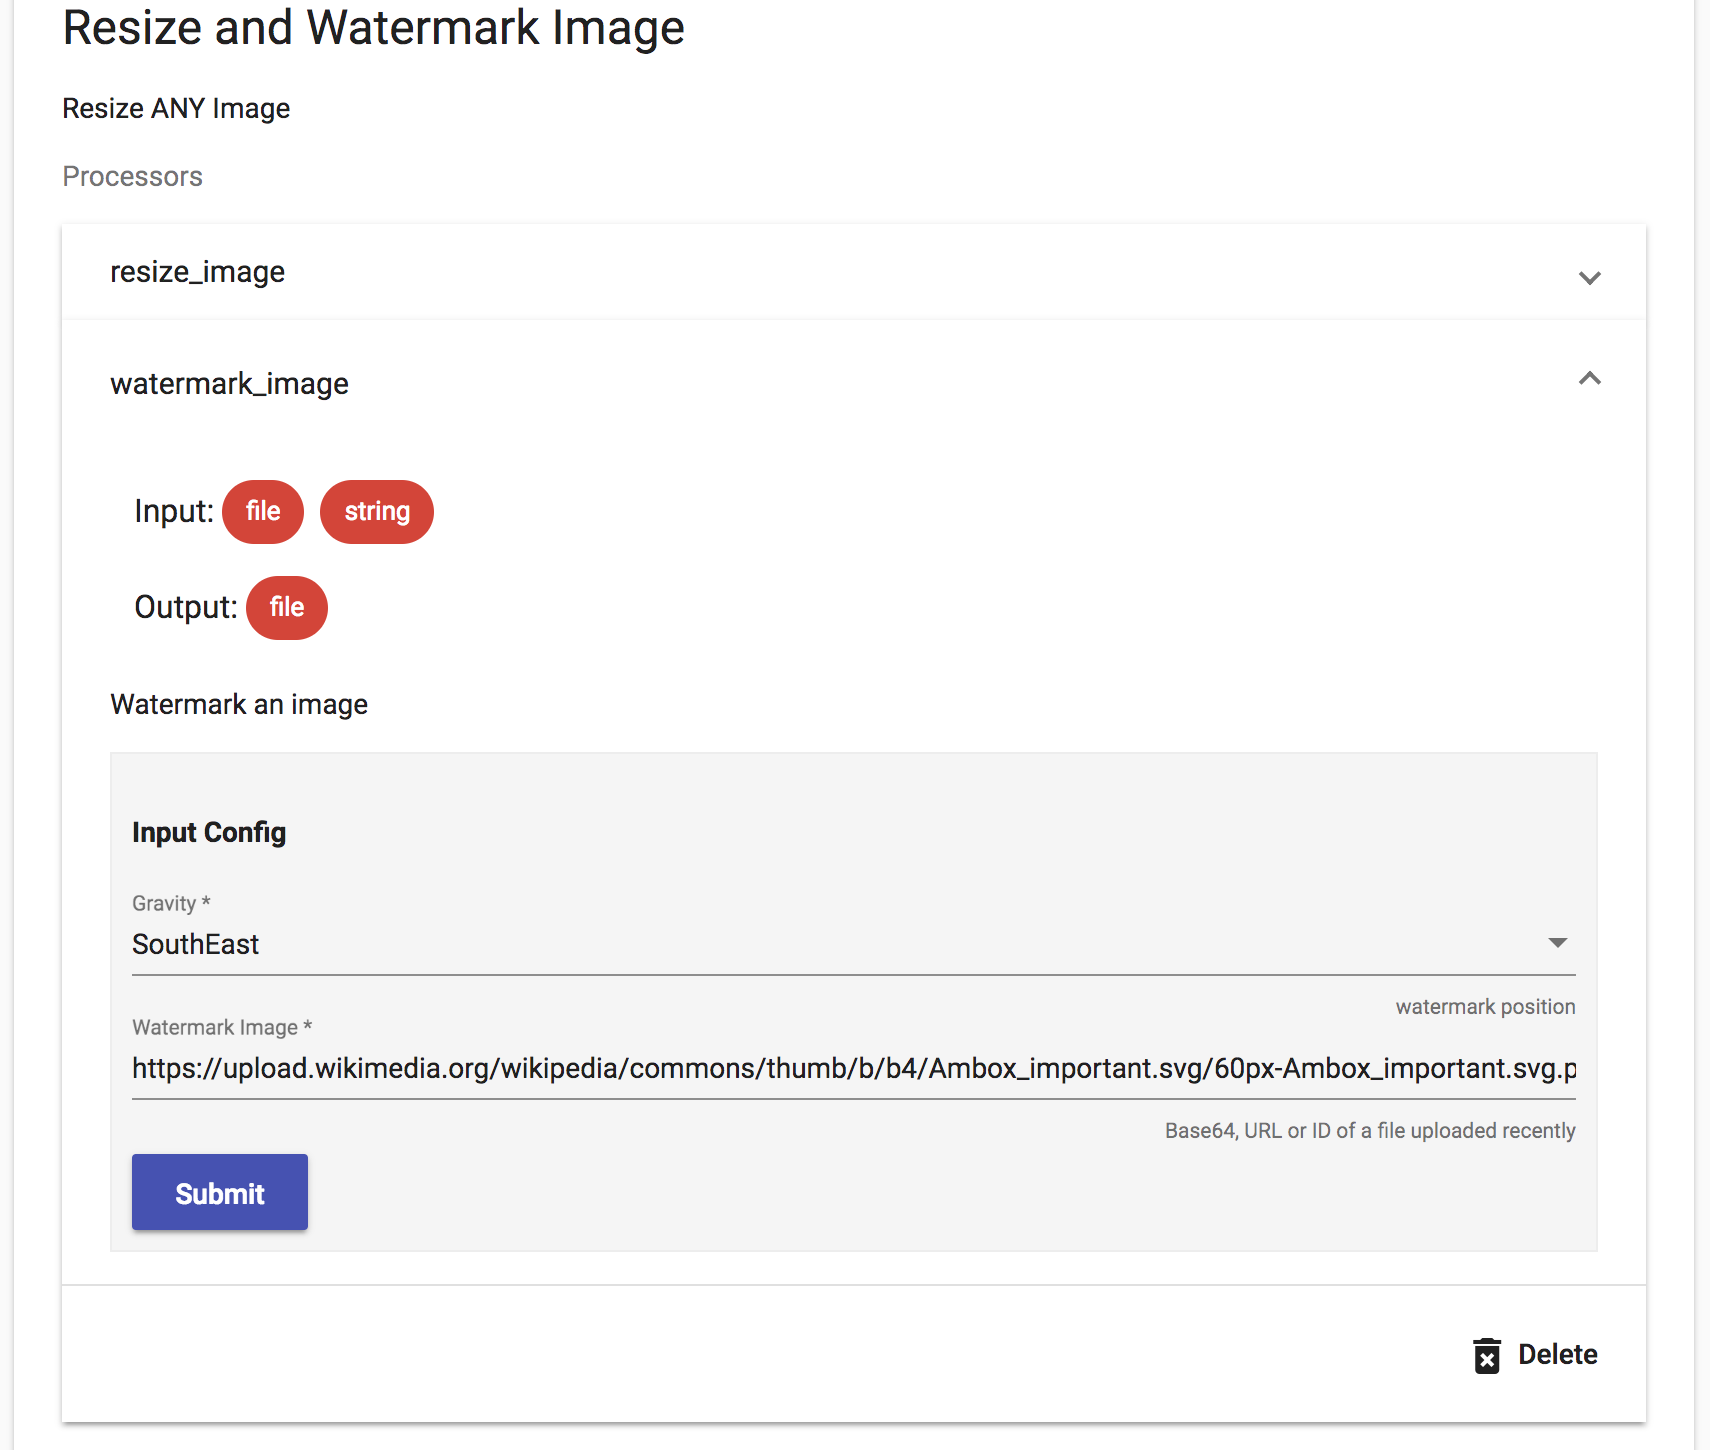 Resize and Watermark Image
Resize ANY Image
Processors
resize_image
watermark_image
Input: file string
Output: file
Watermark an image
Input Config
Gravity *
SouthEast
watermark position
Watermark Image *
https://upload.wikimedia.org/wikipedia/commons/thumb/b/b4/Ambox_important.svg/60px-Ambox_important.svg.p
Base64, URL or ID of a file uploaded recently
Submit
Delete